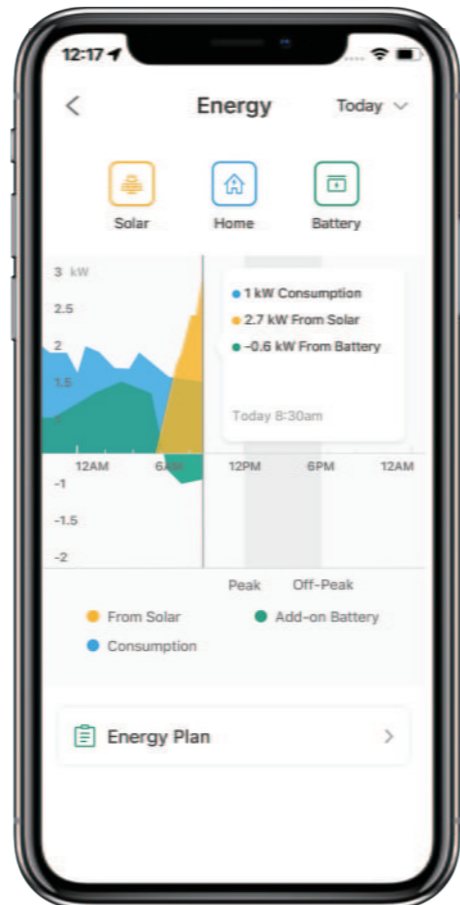 12:17
Energy
Today
Solar
Home
Battery
3 kW
2.5
2
1.5
1
1 kW Consumption
2.7 kW From Solar
-0.6 kW From Battery
Today 8:30am
12AM 6AM 12PM 6PM 12AM
-1
-1.5
-2
Peak Off-Peak
From Solar
Add-on Battery
Consumption
Energy Plan